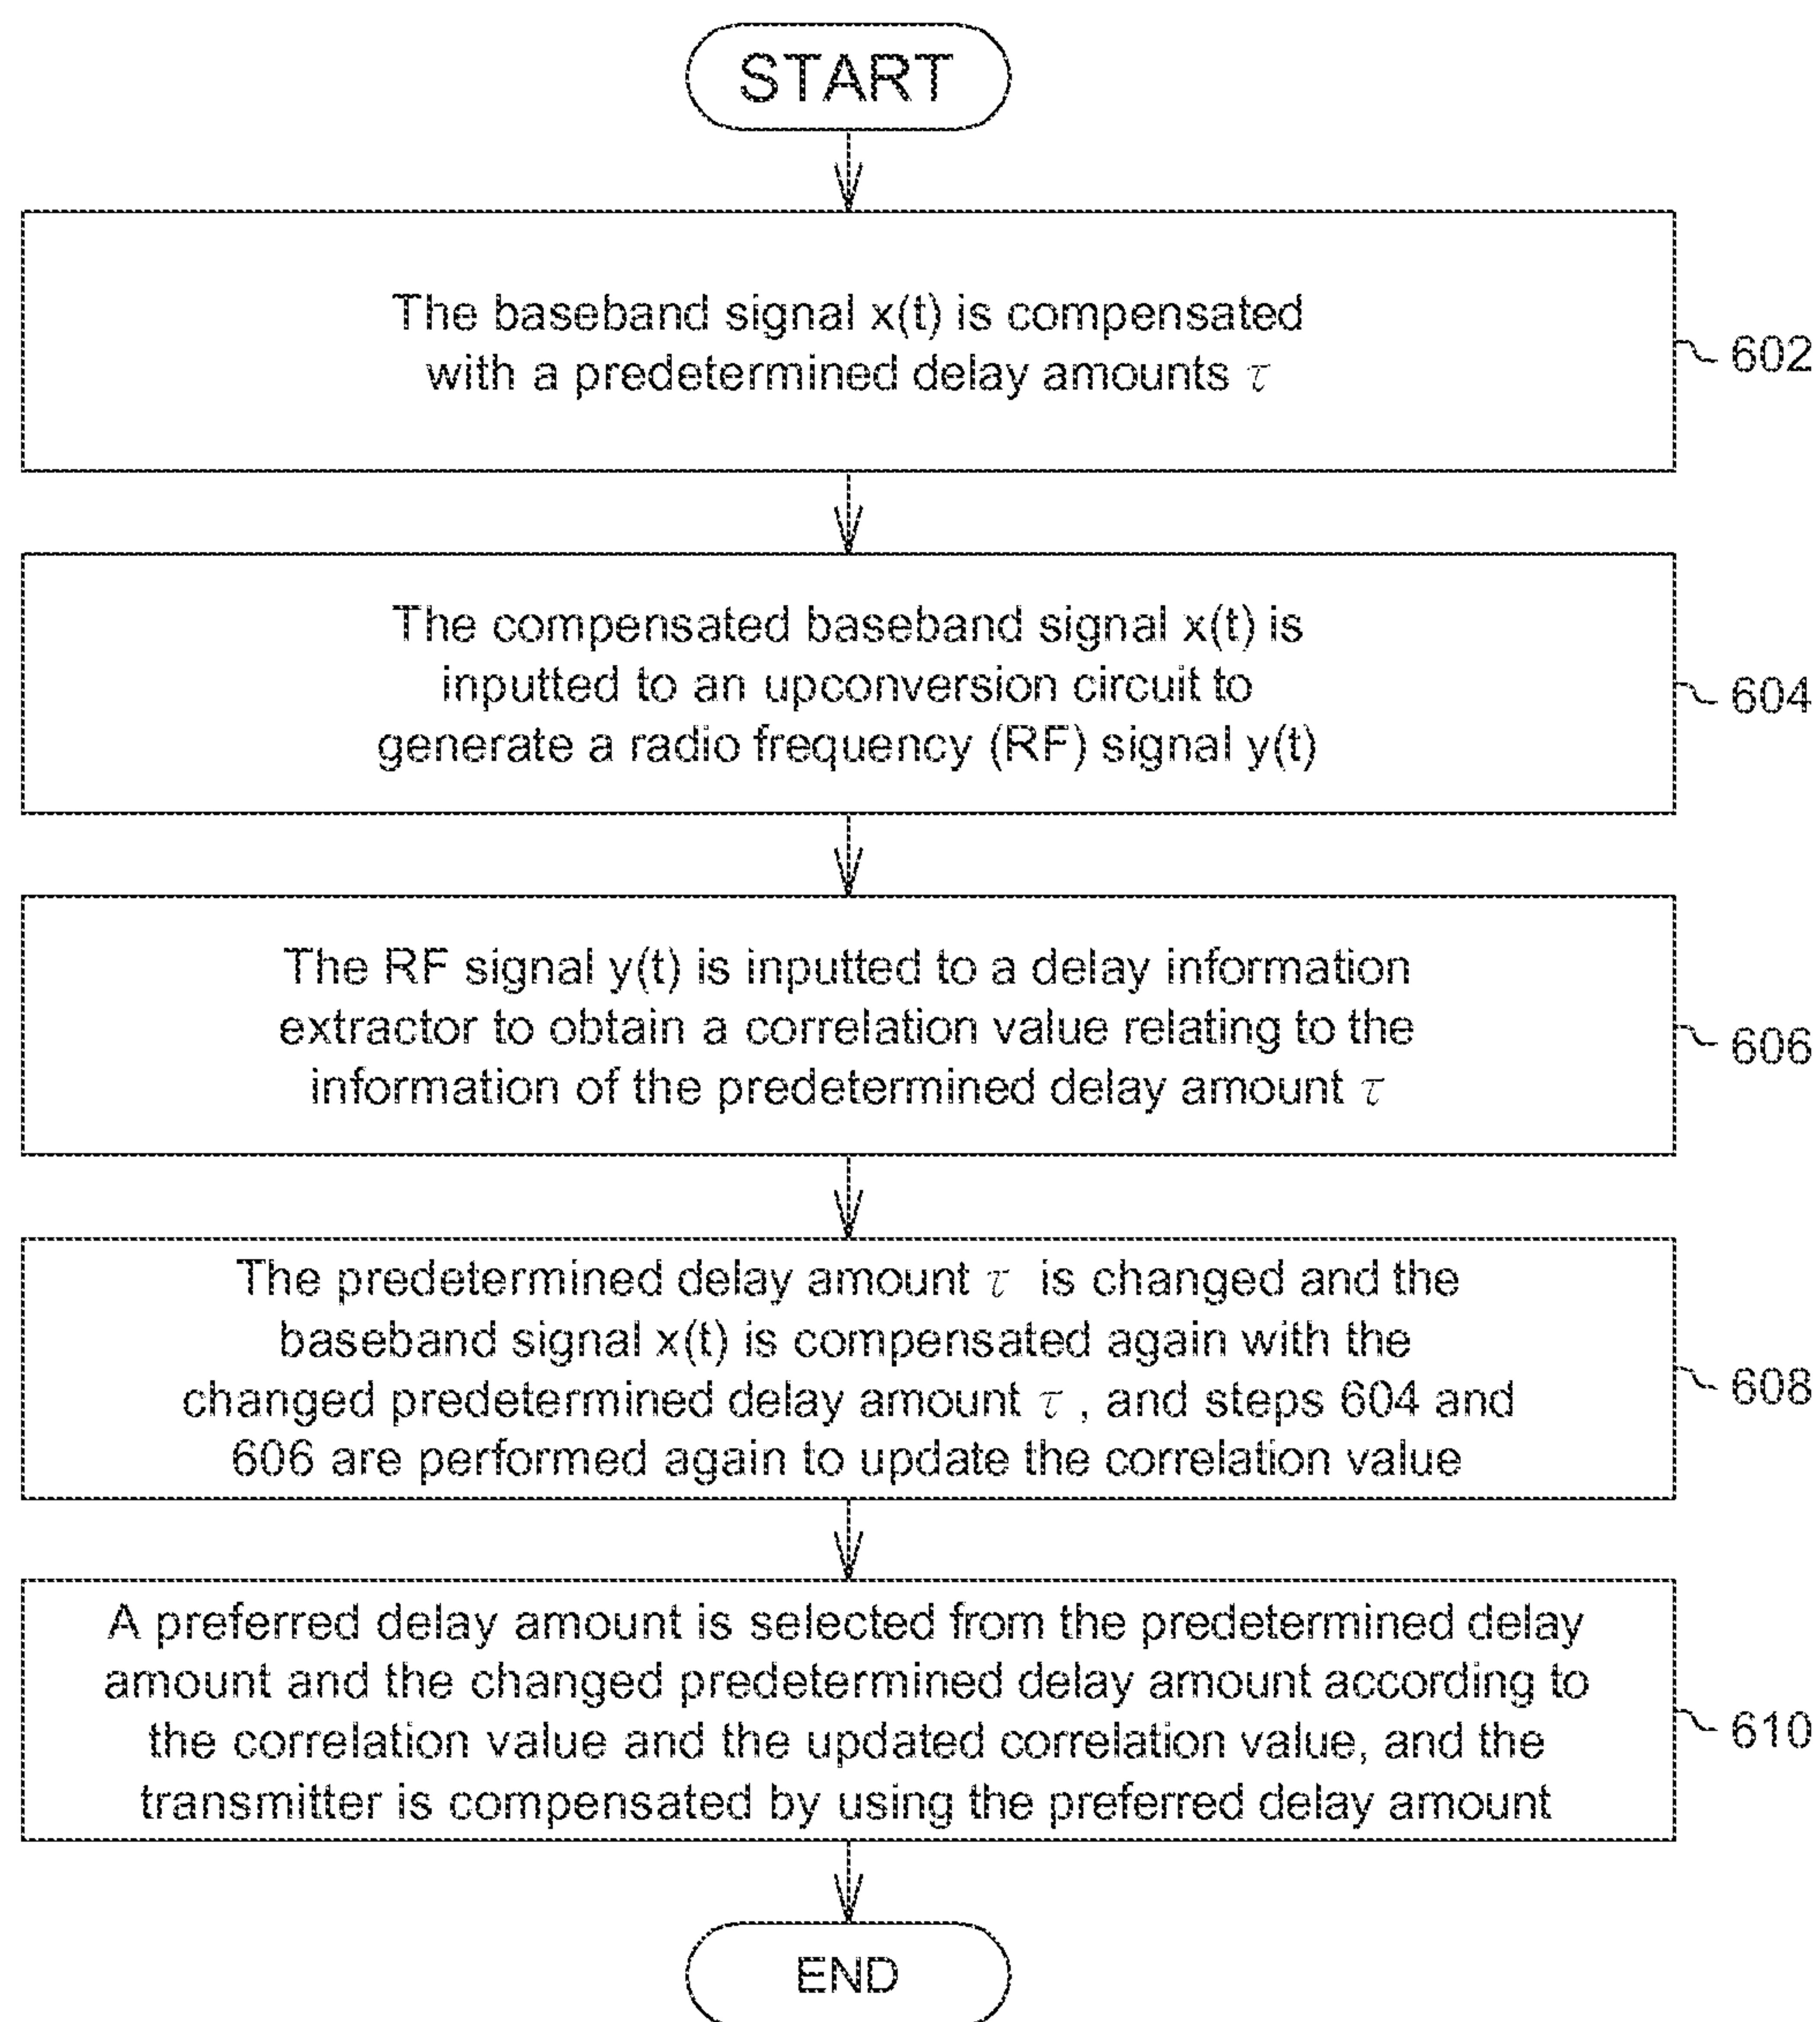 START
The baseband signal x(t) is compensated
with a predetermined delay amounts τ
602
The compensated baseband signal x(t) is
inputted to an upconversion circuit to
generate a radio frequency (RF) signal y(t)
604
The RF signal y(t) is inputted to a delay information
extractor to obtain a correlation value relating to the
information of the predetermined delay amount τ
606
The predetermined delay amount τ is changed and the
baseband signal x(t) is compensated again with the
changed predetermined delay amount τ , and steps 604 and
606 are performed again to update the correlation value
608
A preferred delay amount is selected from the predetermined delay
amount and the changed predetermined delay amount according to
the correlation value and the updated correlation value, and the
transmitter is compensated by using the preferred delay amount
610
END